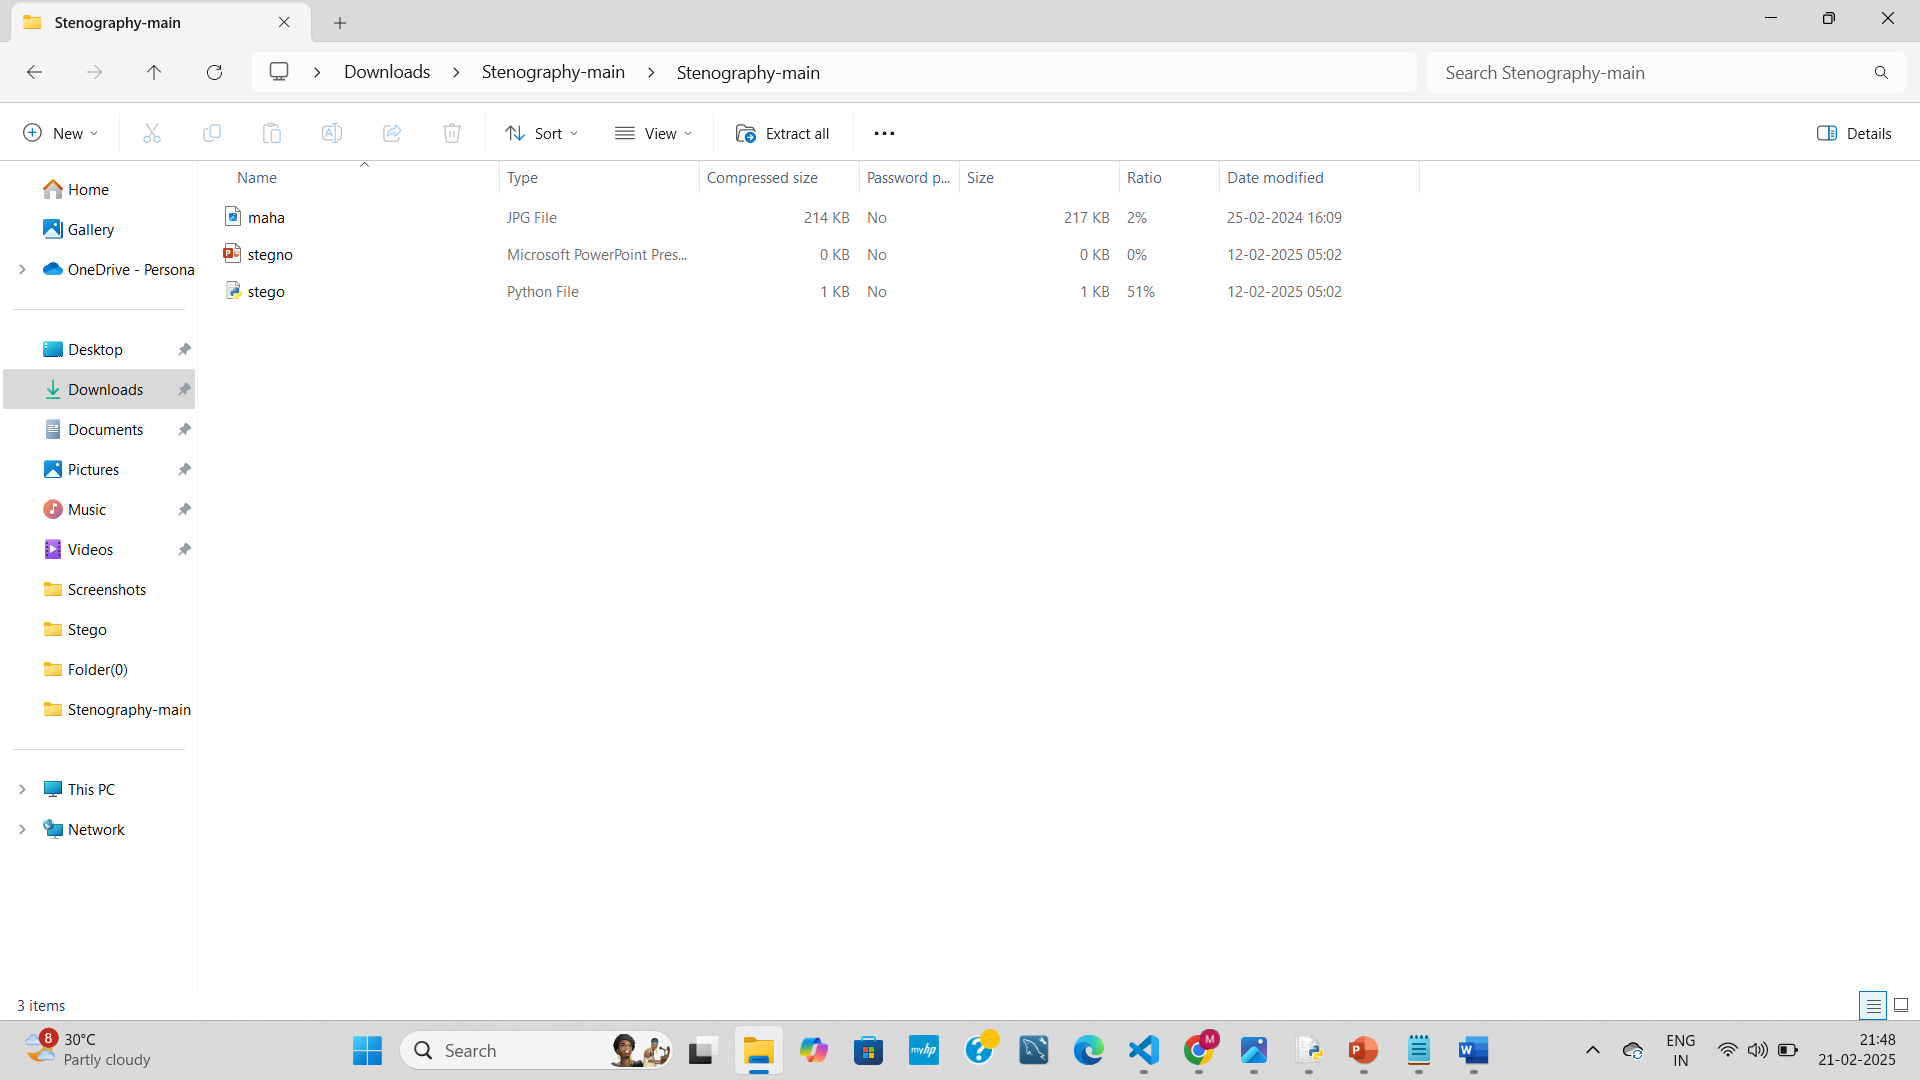 Stenography-main
Downloads > Stenography-main > Stenography-main
Search Stenography-main
New
Sort
View
Extract all
Details
Name Type Compressed size Password p... Size Ratio Date modified
maha JPG File 214 KB No 217 KB 2% 25-02-2024 16:09
stegno Microsoft PowerPoint Pres... 0 KB No 0 KB 0% 12-02-2025 05:02
stego Python File 1 KB No 1 KB 51% 12-02-2025 05:02
Home
Gallery
OneDrive - Persona
Desktop
Downloads
Documents
Pictures
Music
Videos
Screenshots
Stego
Folder(0)
Stenography-main
This PC
Network
3 items
8
30°C
Partly cloudy
Search
myhp
M
P
W
ENG
IN
21:48
21-02-2025